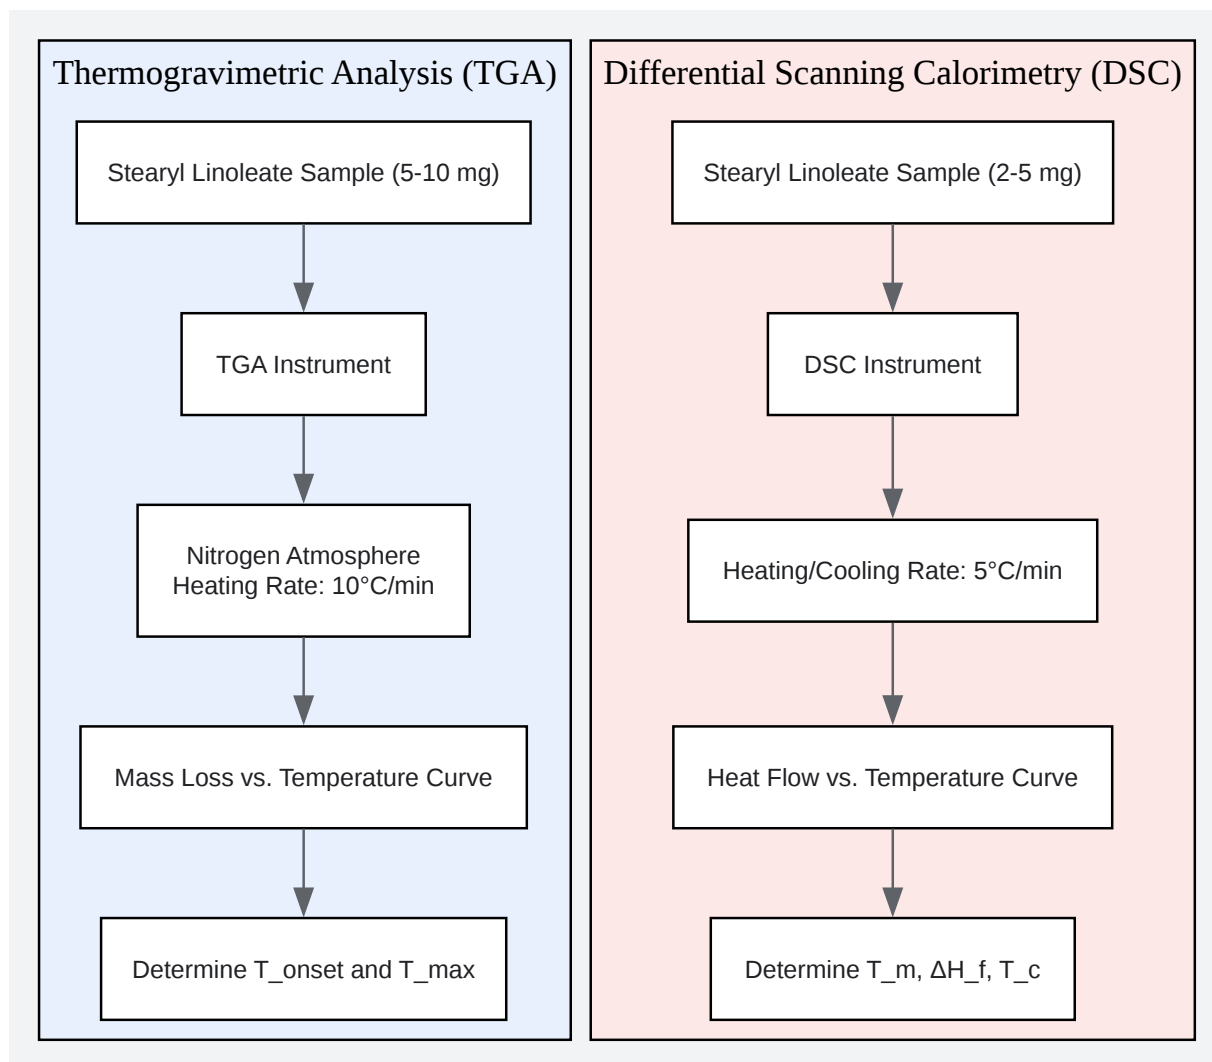 Thermogravimetric Analysis (TGA)
Stearyl Linoleate Sample (5-10 mg)
TGA Instrument
Nitrogen Atmosphere
Heating Rate: 10°C/min
Mass Loss vs. Temperature Curve
Determine T_onset and T_max
Differential Scanning Calorimetry (DSC)
Stearyl Linoleate Sample (2-5 mg)
DSC Instrument
Heating/Cooling Rate: 5°C/min
Heat Flow vs. Temperature Curve
Determine T_m, ΔH_f, T_c